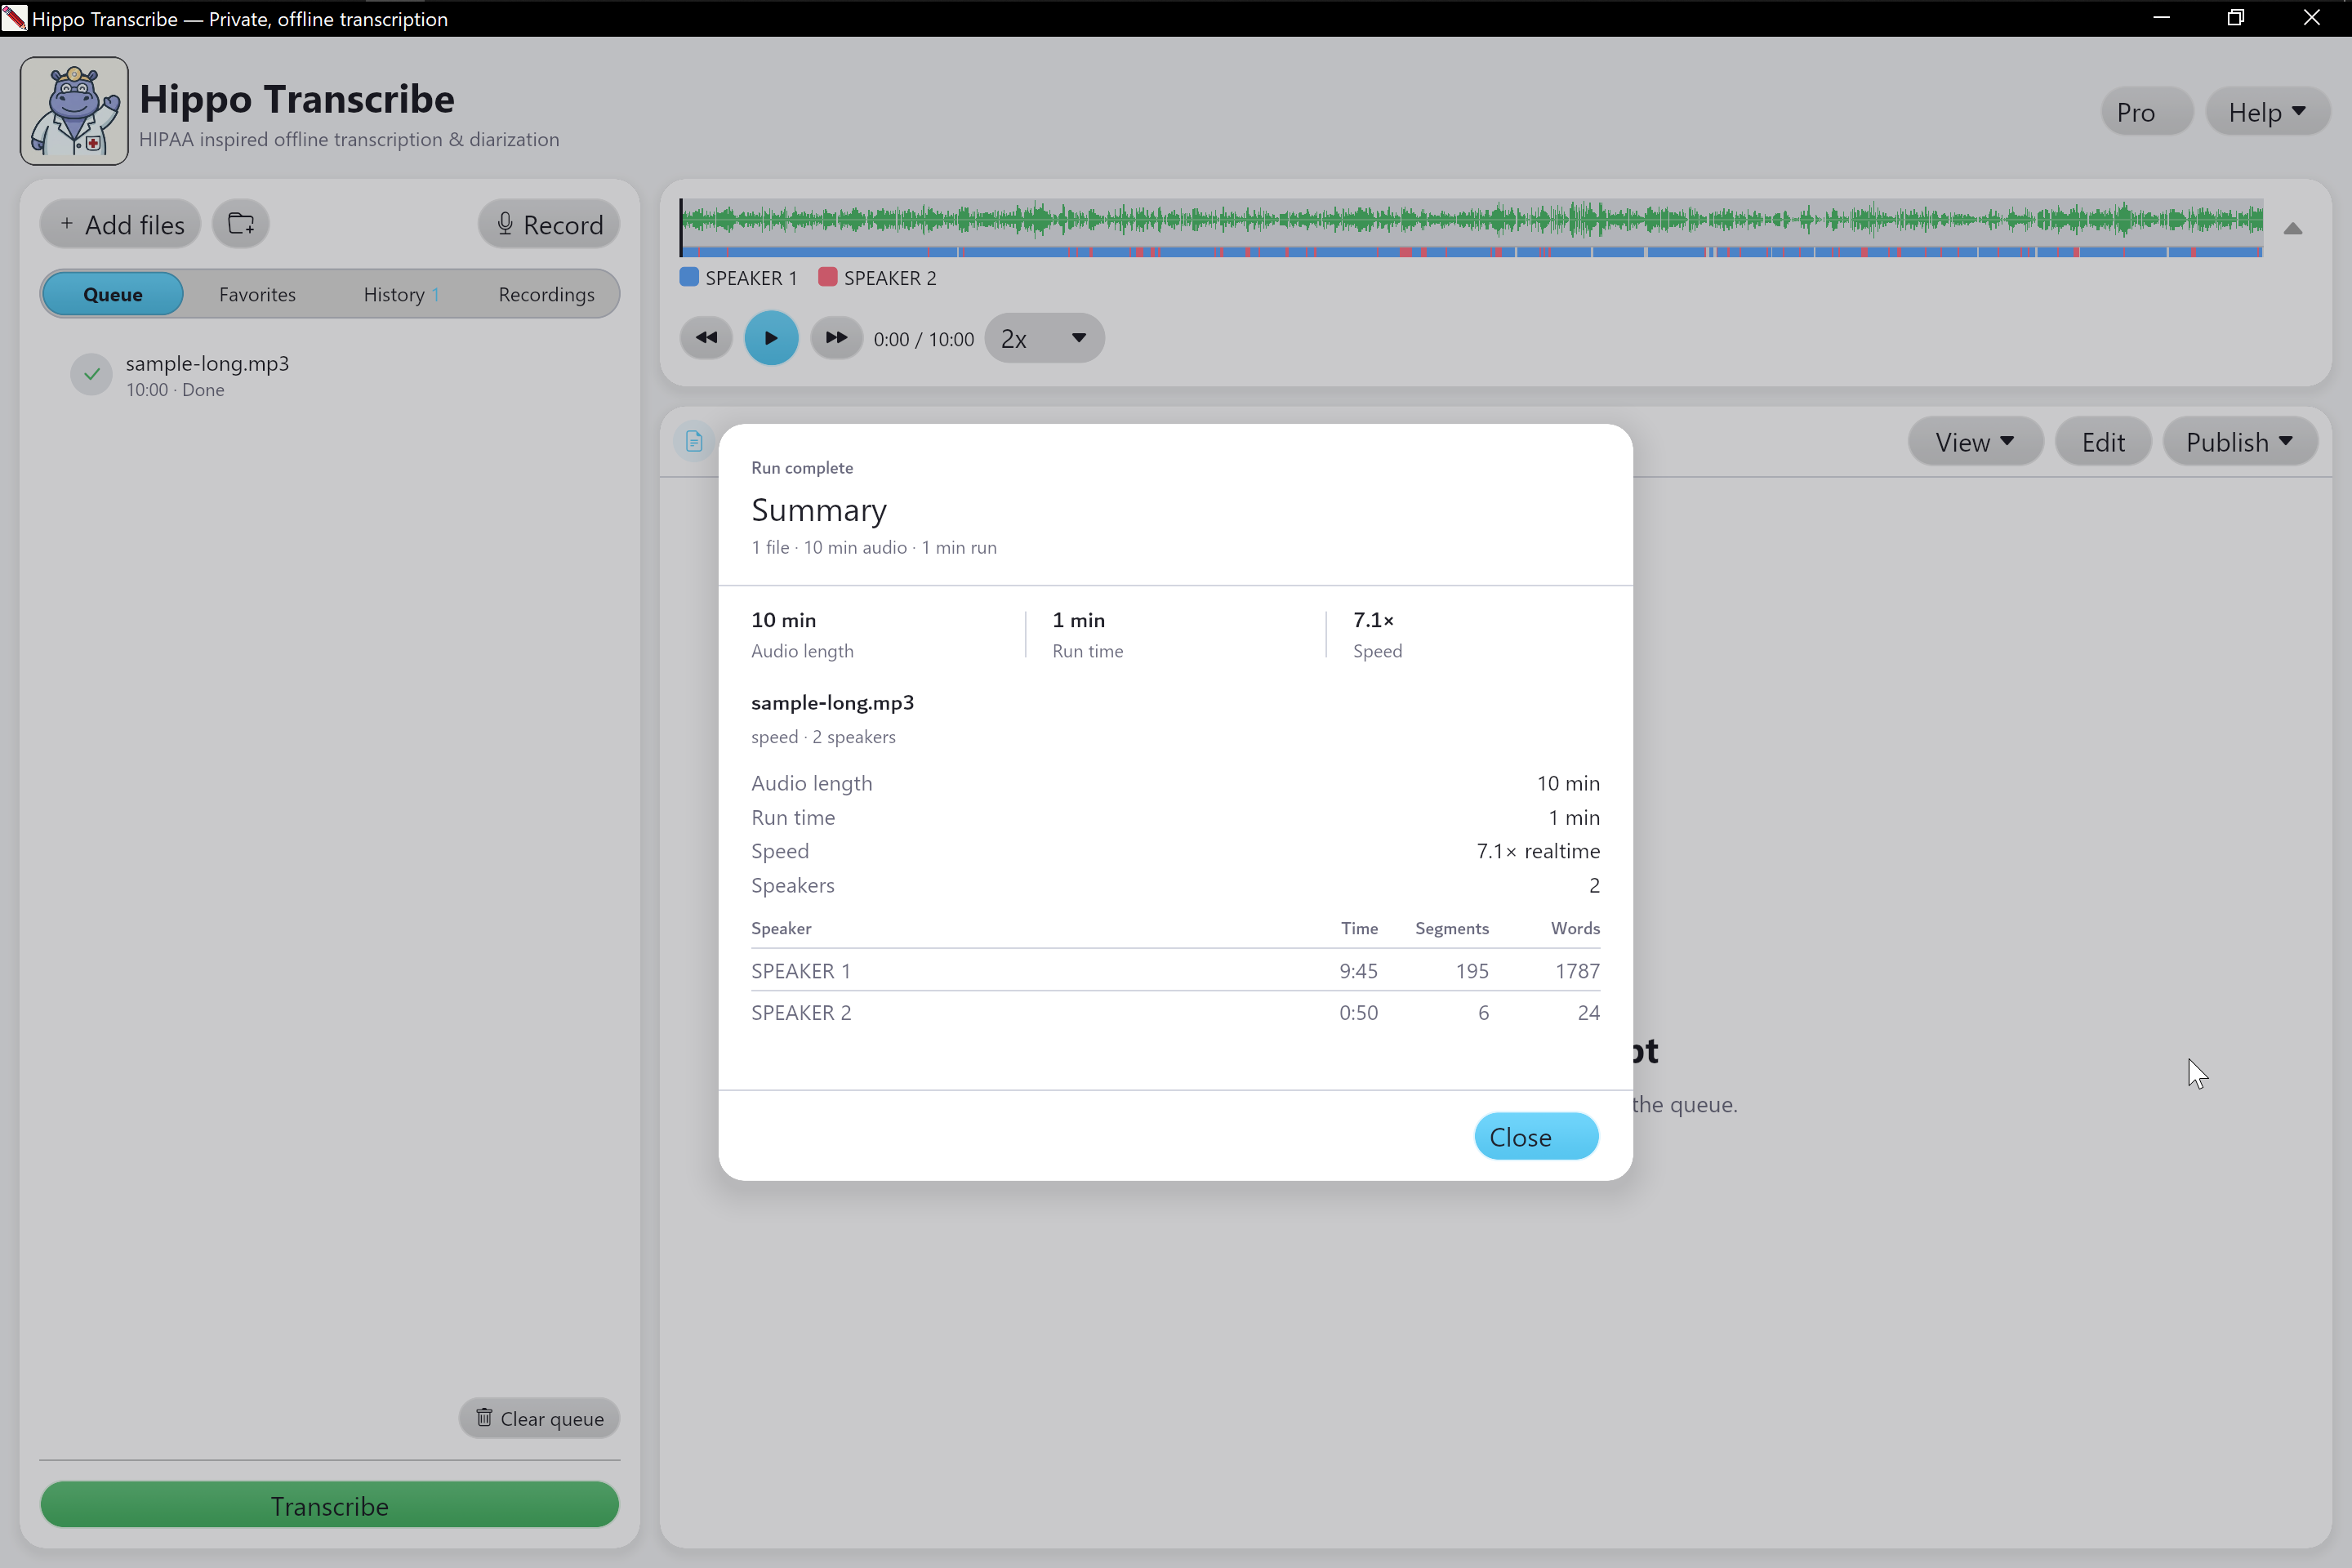 Hippo Transcribe — Private, offline transcription
Hippo Transcribe
HIPAA inspired offline transcription & diarization
Pro
Help
+ Add files
Record
Queue
Favorites
History 1
Recordings
sample-long.mp3
10:00 · Done
Clear queue
Transcribe
SPEAKER 1
SPEAKER 2
0:00 / 10:00
2x
View
Edit
Publish
Run complete
Summary
1 file · 10 min audio · 1 min run
10 min
Audio length
1 min
Run time
7.1×
Speed
sample-long.mp3
speed · 2 speakers
Audio length 10 min
Run time 1 min
Speed 7.1× realtime
Speakers 2
Speaker Time Segments Words
SPEAKER 1 9:45 195 1787
SPEAKER 2 0:50 6 24
pt
the queue.
Close